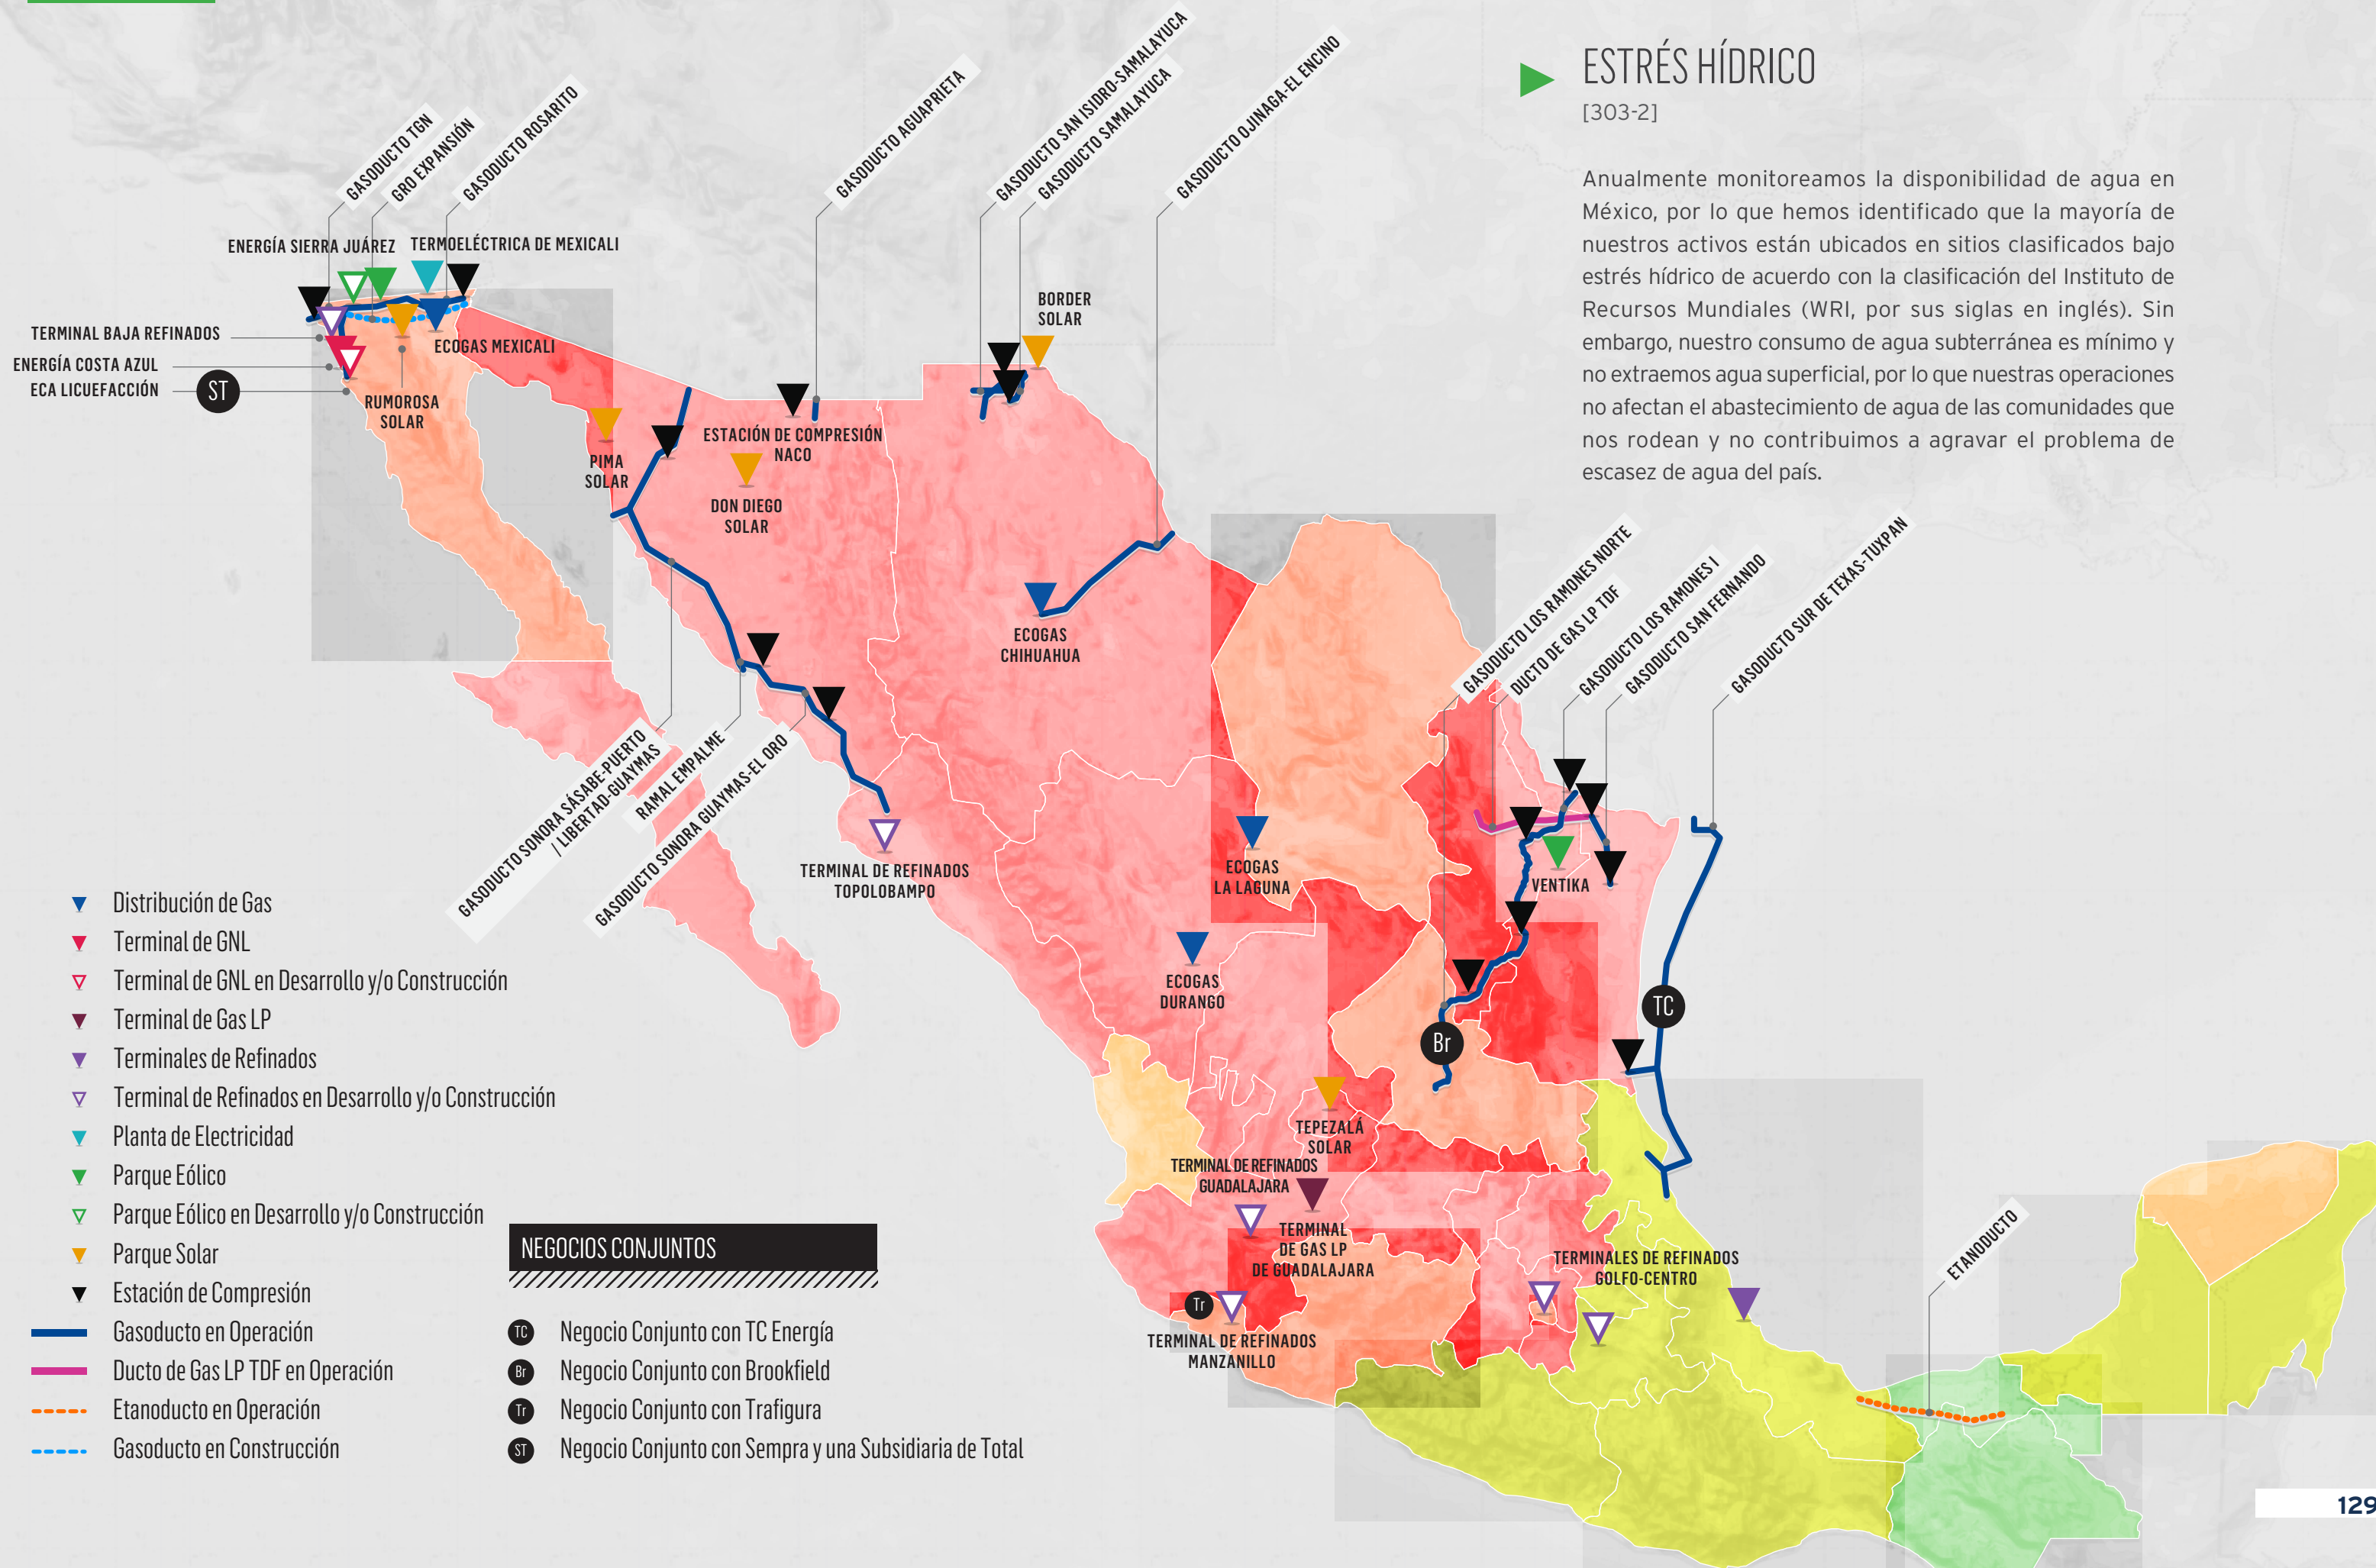 ESTRÉS HÍDRICO
[303-2]
Anualmente monitoreamos la disponibilidad de agua en
México, por lo que hemos identificado que la mayoría de
nuestros activos están ubicados en sitios clasificados bajo
estrés hídrico de acuerdo con la clasificación del Instituto de
Recursos Mundiales (WRI, por sus siglas en inglés). Sin
embargo, nuestro consumo de agua subterránea es mínimo y
no extraemos agua superficial, por lo que nuestras operaciones
no afectan el abastecimiento de agua de las comunidades que
nos rodean y no contribuimos a agravar el problema de
escasez de agua del país.
GASODUCTO TGN
GRO EXPANSIÓN
GASODUCTO ROSARITO
GASODUCTO AGUAPRIETA
GASODUCTO SAN ISIDRO-SAMALAYUCA
GASODUCTO SAMALAYUCA
GASODUCTO OJINAGA-EL ENCINO
ENERGÍA SIERRA JUÁREZ
TERMOELÉCTRICA DE MEXICALI
TERMINAL BAJA REFINADOS
ENERGÍA COSTA AZUL
ECA LICUEFACCIÓN
ST
ECOGAS MEXICALI
RUMOROSA
SOLAR
BORDER
SOLAR
PIMA
SOLAR
ESTACIÓN DE COMPRESIÓN
NACO
DON DIEGO
SOLAR
ECOGAS
CHIHUAHUA
GASODUCTO LOS RAMONES NORTE
DUCTO DE GAS LP TDF
GASODUCTO LOS RAMONES I
GASODUCTO SAN FERNANDO
GASODUCTO SUR DE TEXAS-TUXPAN
GASODUCTO SONORA SÁSABE-PUERTO
/ LIBERTAD-GUAYMAS
RAMAL EMPALME
GASODUCTO SONORA GUAYMAS-EL ORO
TERMINAL DE REFINADOS
TOPOLOBAMPO
ECOGAS
LA LAGUNA
VENTIKA
ECOGAS
DURANGO
TC
Br
TEPEZALÁ
SOLAR
TERMINAL DE REFINADOS
GUADALAJARA
TERMINAL
DE GAS LP
DE GUADALAJARA
Tr
TERMINAL DE REFINADOS
MANZANILLO
TERMINALES DE REFINADOS
GOLFO-CENTRO
ETANODUCTO
Distribución de Gas
Terminal de GNL
Terminal de GNL en Desarrollo y/o Construcción
Terminal de Gas LP
Terminales de Refinados
Terminal de Refinados en Desarrollo y/o Construcción
Planta de Electricidad
Parque Eólico
Parque Eólico en Desarrollo y/o Construcción
Parque Solar
Estación de Compresión
Gasoducto en Operación
Ducto de Gas LP TDF en Operación
Etanoducto en Operación
Gasoducto en Construcción
NEGOCIOS CONJUNTOS
TC Negocio Conjunto con TC Energía
Br Negocio Conjunto con Brookfield
Tr Negocio Conjunto con Trafigura
ST Negocio Conjunto con Sempra y una Subsidiaria de Total
129